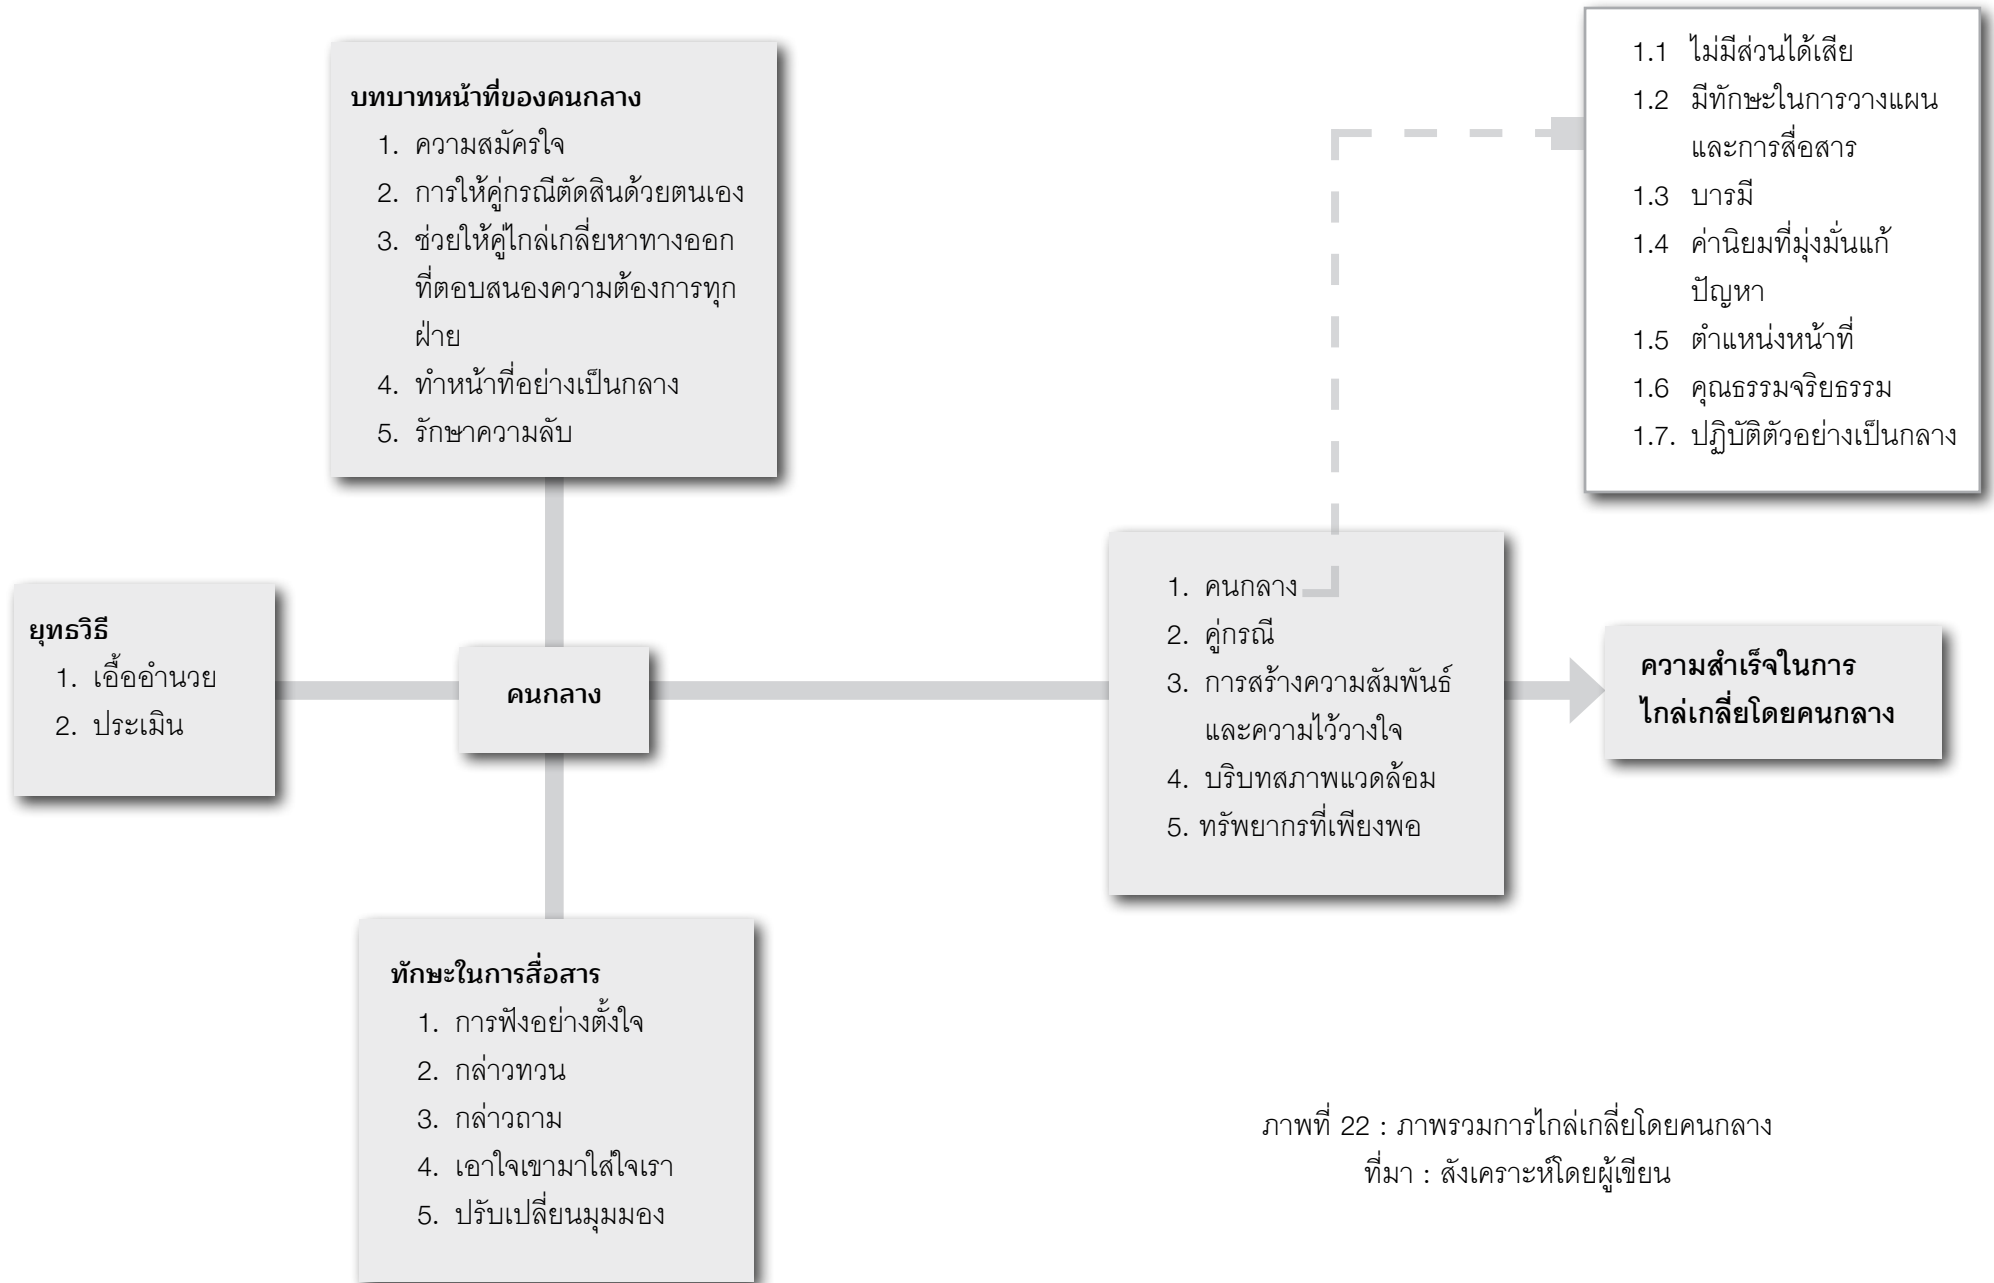 บทบาทหน้าที่ของคนกลาง
1. ความสมัครใจ
2. การให้คู่กรณีตัดสินด้วยตนเอง
3. ช่วยให้คู่ไกล่เกลี่ยหาทางออก
ที่ตอบสนองความต้องการทุก
ฝ่าย
4. ทำหน้าที่อย่างเป็นกลาง
5. รักษาความลับ
1.1 ไม่มีส่วนได้เสีย
1.2 มีทักษะในการวางแผน
และการสื่อสาร
1.3 บารมี
1.4 ค่านิยมที่มุ่งมั่นแก้
ปัญหา
1.5 ตำแหน่งหน้าที่
1.6 คุณธรรมจริยธรรม
1.7. ปฏิบัติตัวอย่างเป็นกลาง
ยุทธวิธี
1. เอื้ออำนวย
2. ประเมิน
คนกลาง
1. คนกลาง
2. คู่กรณี
3. การสร้างความสัมพันธ์
และความไว้วางใจ
4. บริบทสภาพแวดล้อม
5. ทรัพยากรที่เพียงพอ
ความสำเร็จในการ
ไกล่เกลี่ยโดยคนกลาง
ทักษะในการสื่อสาร
1. การฟังอย่างตั้งใจ
2. กล่าวทวน
3. กล่าวถาม
4. เอาใจเขามาใส่ใจเรา
5. ปรับเปลี่ยนมุมมอง
ภาพที่ 22 : ภาพรวมการไกล่เกลี่ยโดยคนกลาง
ที่มา : สังเคราะห์โดยผู้เขียน